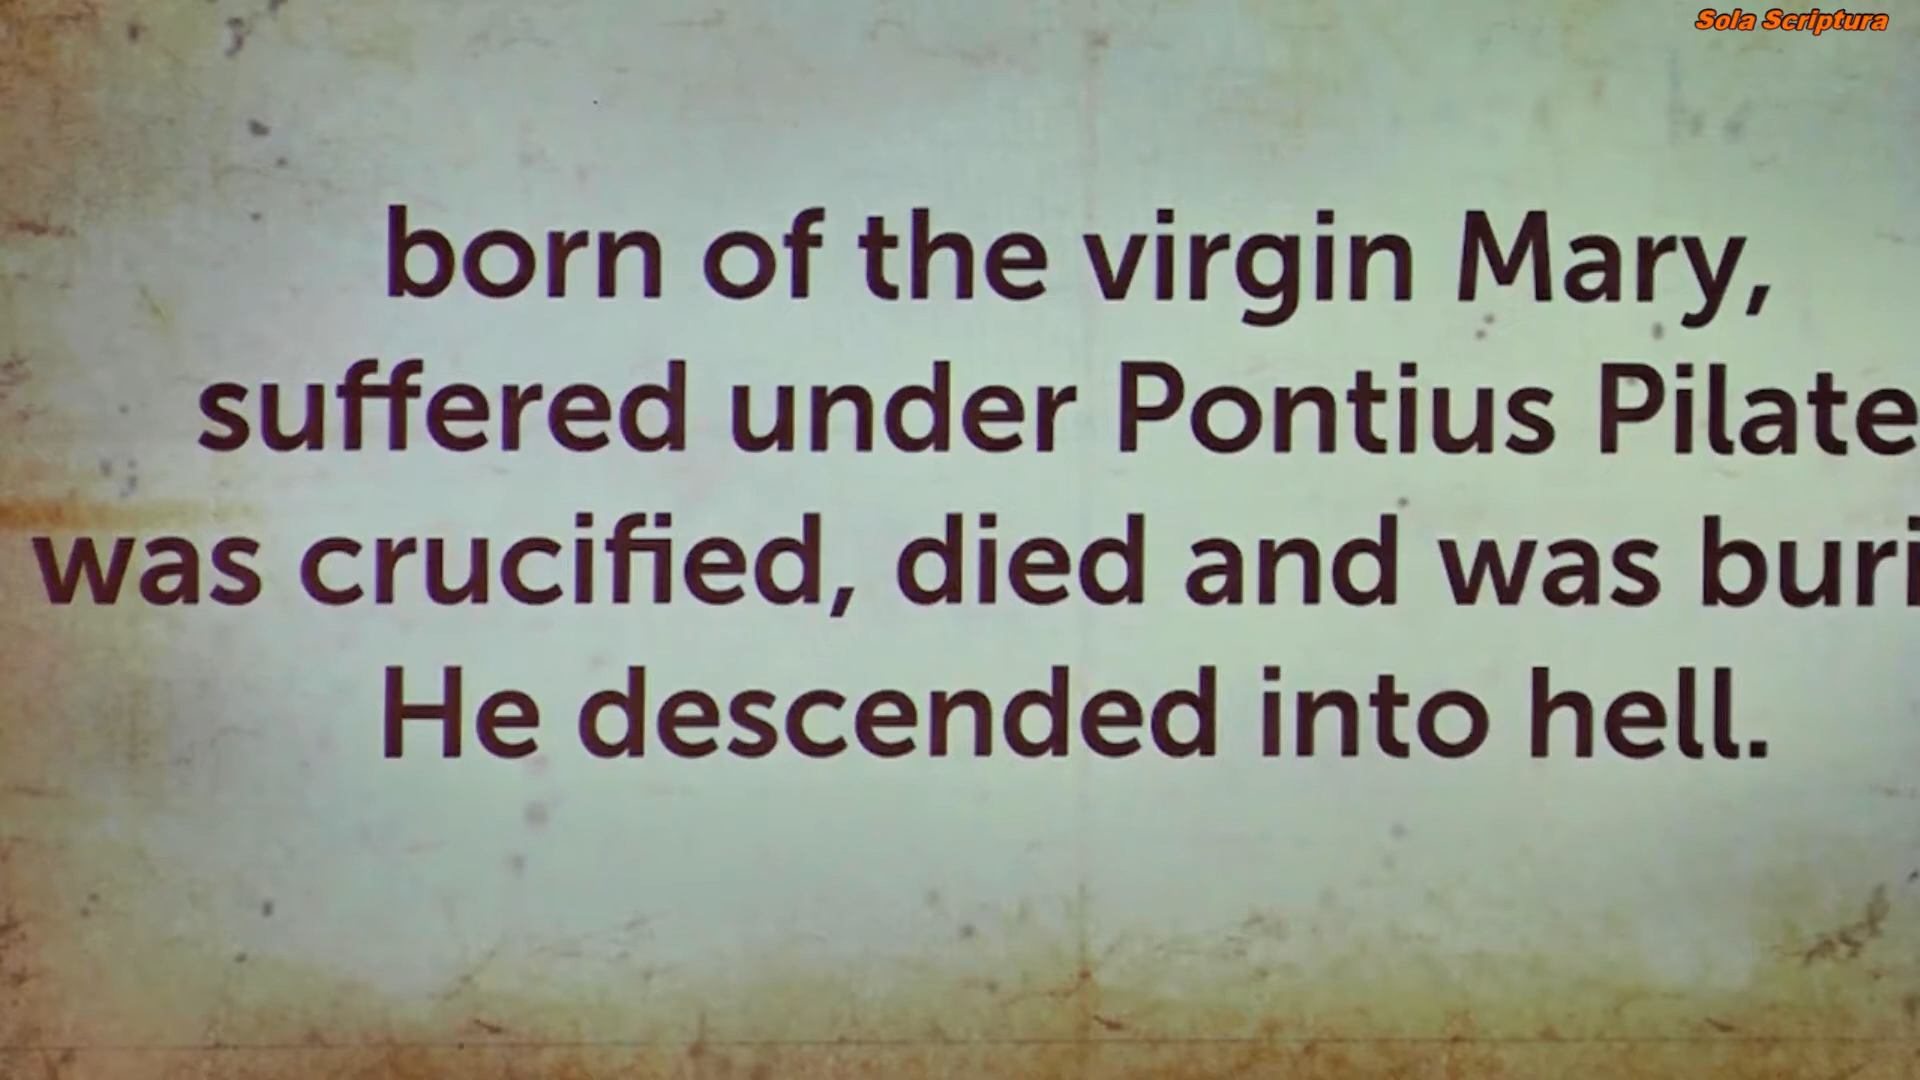 Sola Scriptura
born of the virgin Mary,
suffered under Pontius Pilate
was crucified, died and was buri
He descended into hell.